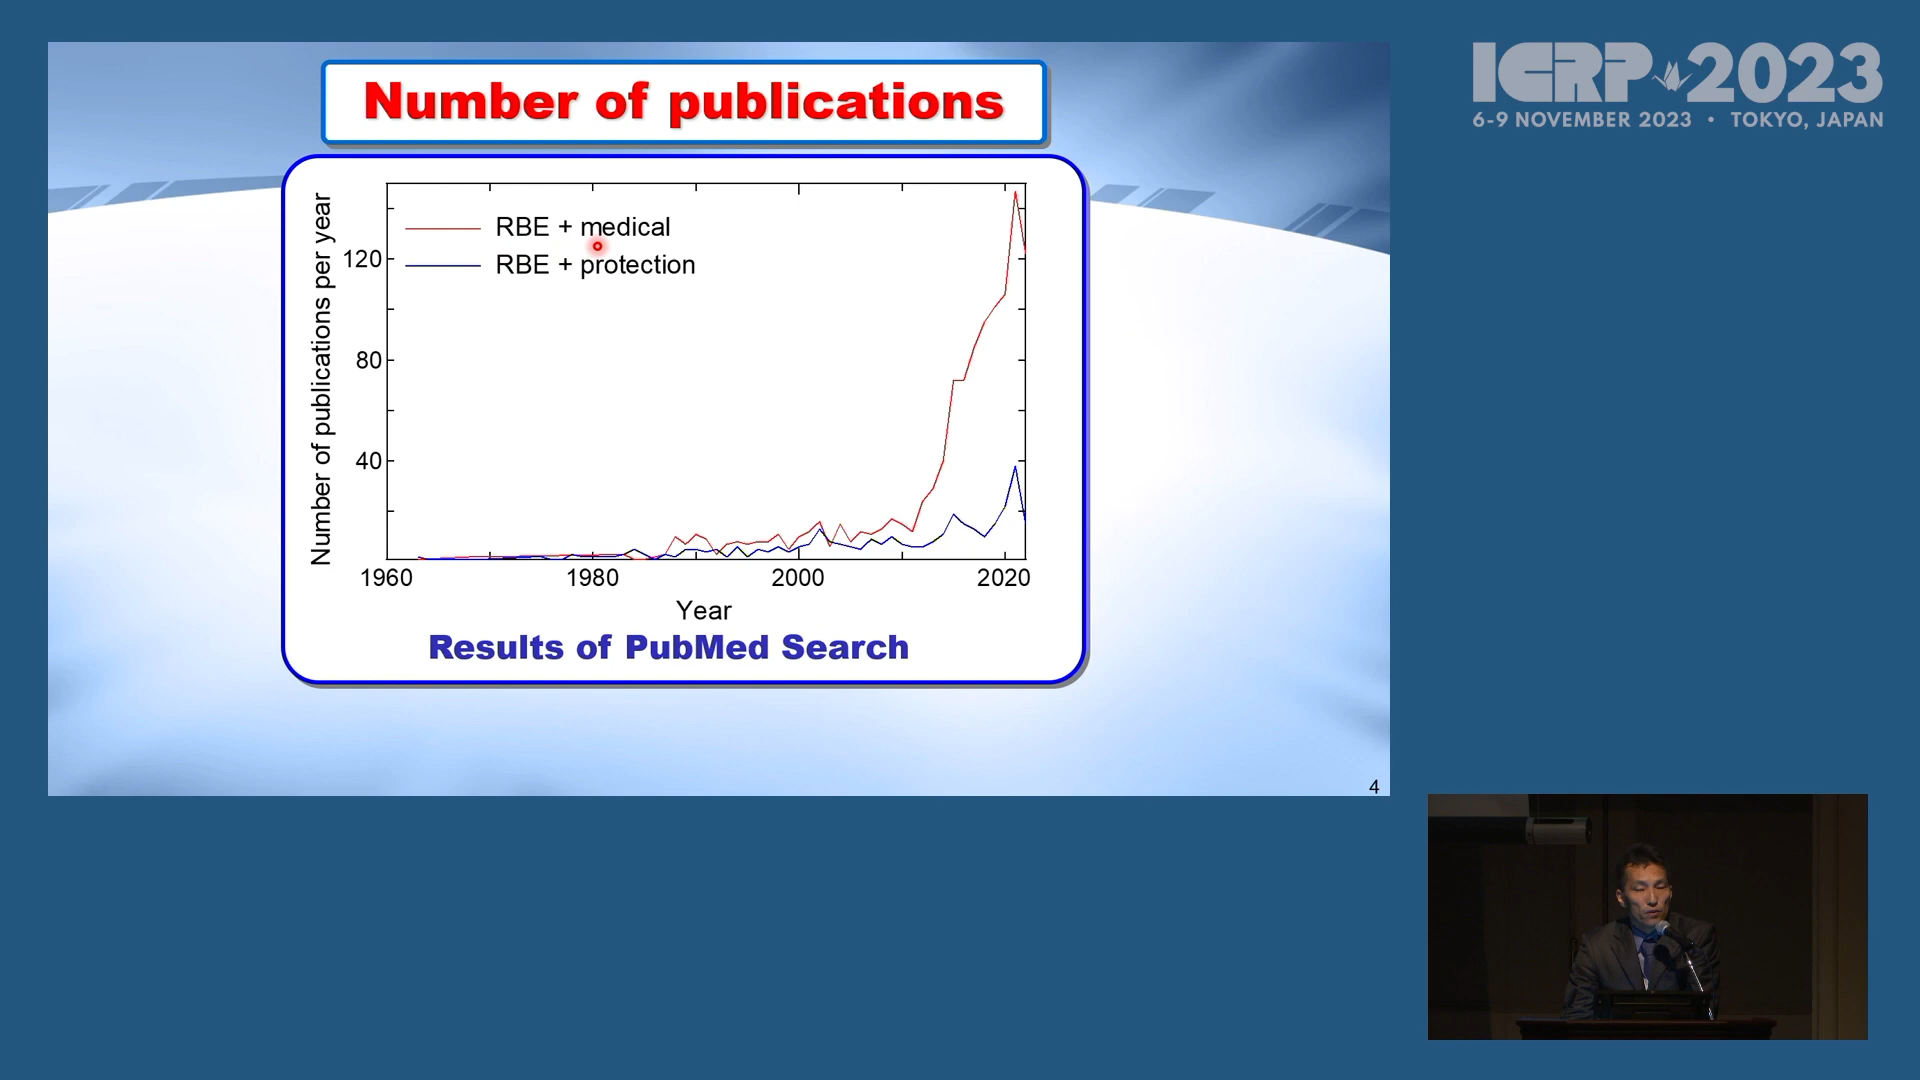 Number of publications
ICRP 2023
6-9 NOVEMBER 2023 • TOKYO, JAPAN
Number of publications per year
RBE + medical
RBE + protection
120
80
40
1960 1980 2000 2020
Year
Results of PubMed Search
4